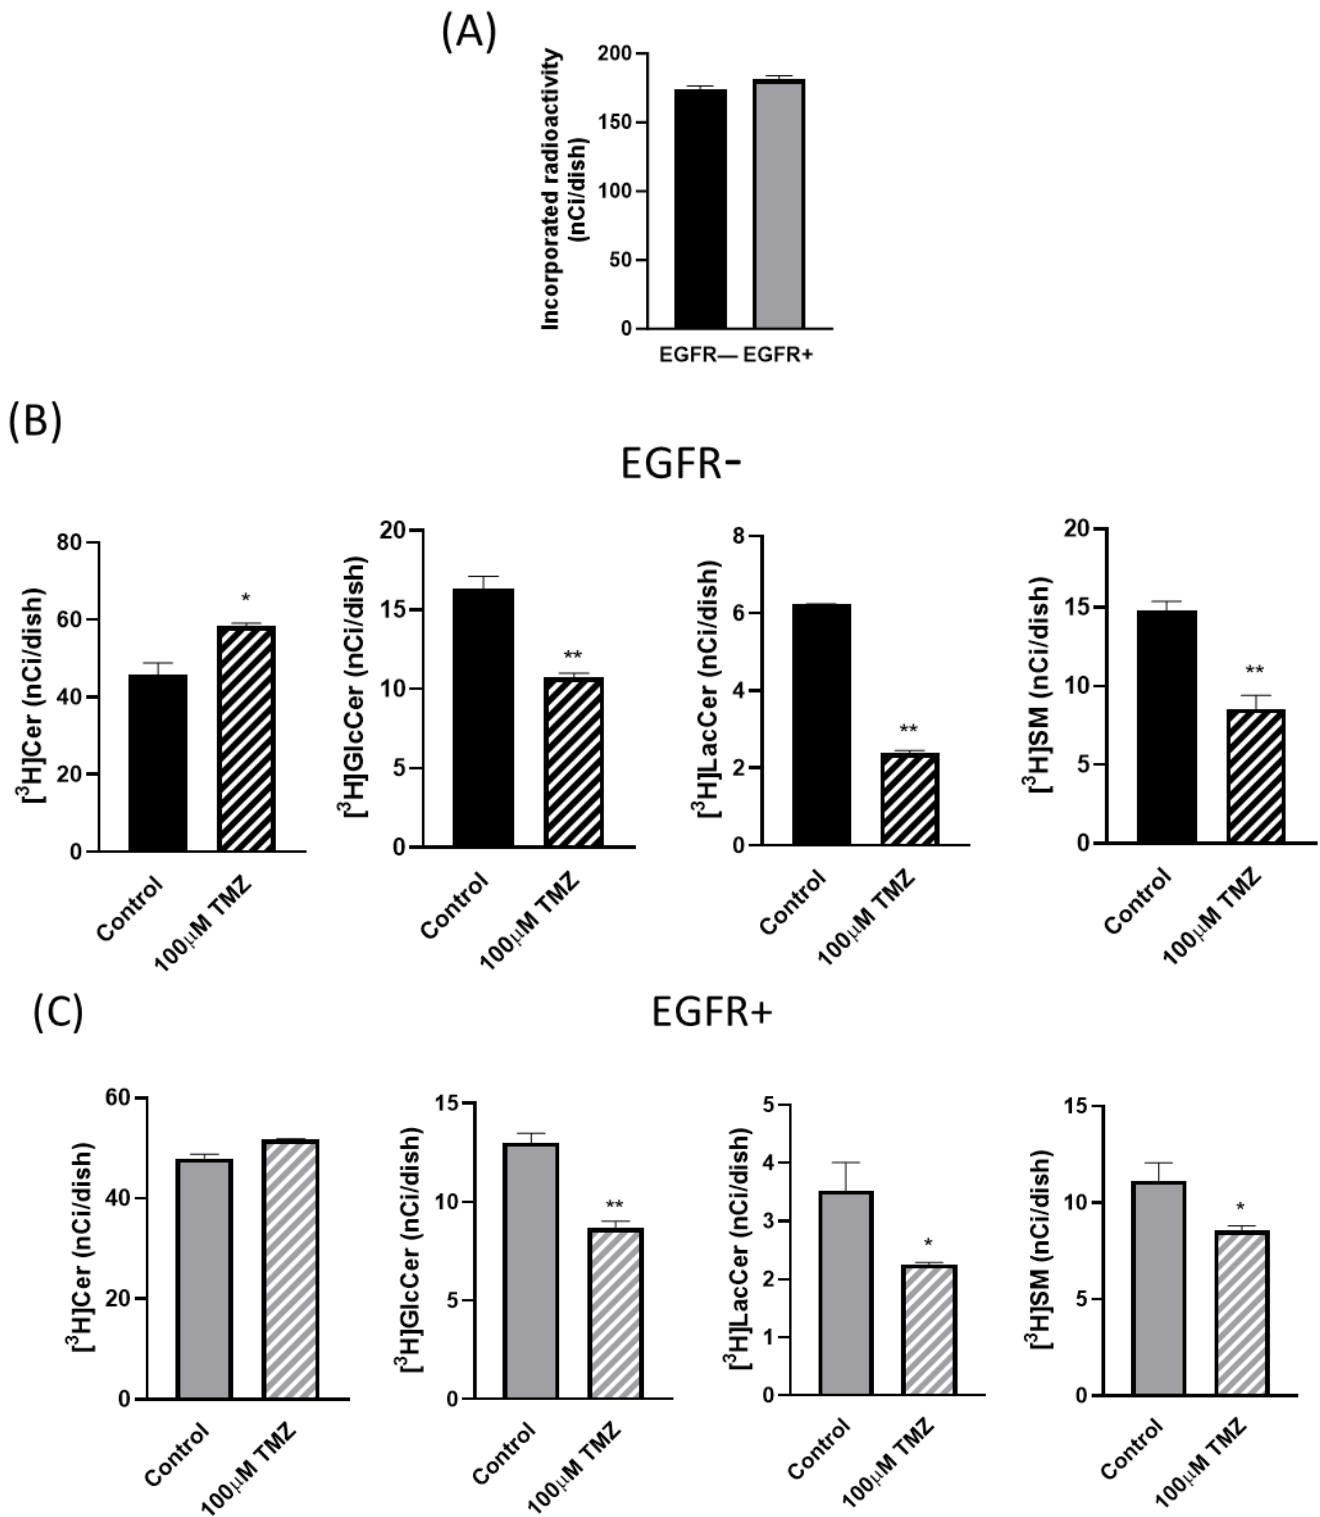 (A)
Incorporated radioactivity
(nCi/dish)
200
150
100
50
0
EGFR— EGFR+
(B)
EGFR-
[³H]Cer (nCi/dish)
80
60
40
20
0
*
Control
100μM TMZ
[³H]GlcCer (nCi/dish)
20
15
10
5
0
**
Control
100μM TMZ
[³H]LacCer (nCi/dish)
8
6
4
2
0
**
Control
100μM TMZ
[³H]SM (nCi/dish)
20
15
10
5
0
**
Control
100μM TMZ
(C)
EGFR+
[³H]Cer (nCi/dish)
60
40
20
0
Control
100μM TMZ
[³H]GlcCer (nCi/dish)
15
10
5
0
**
Control
100μM TMZ
[³H]LacCer (nCi/dish)
5
4
3
2
1
0
*
Control
100μM TMZ
[³H]SM (nCi/dish)
15
10
5
0
*
Control
100μM TMZ